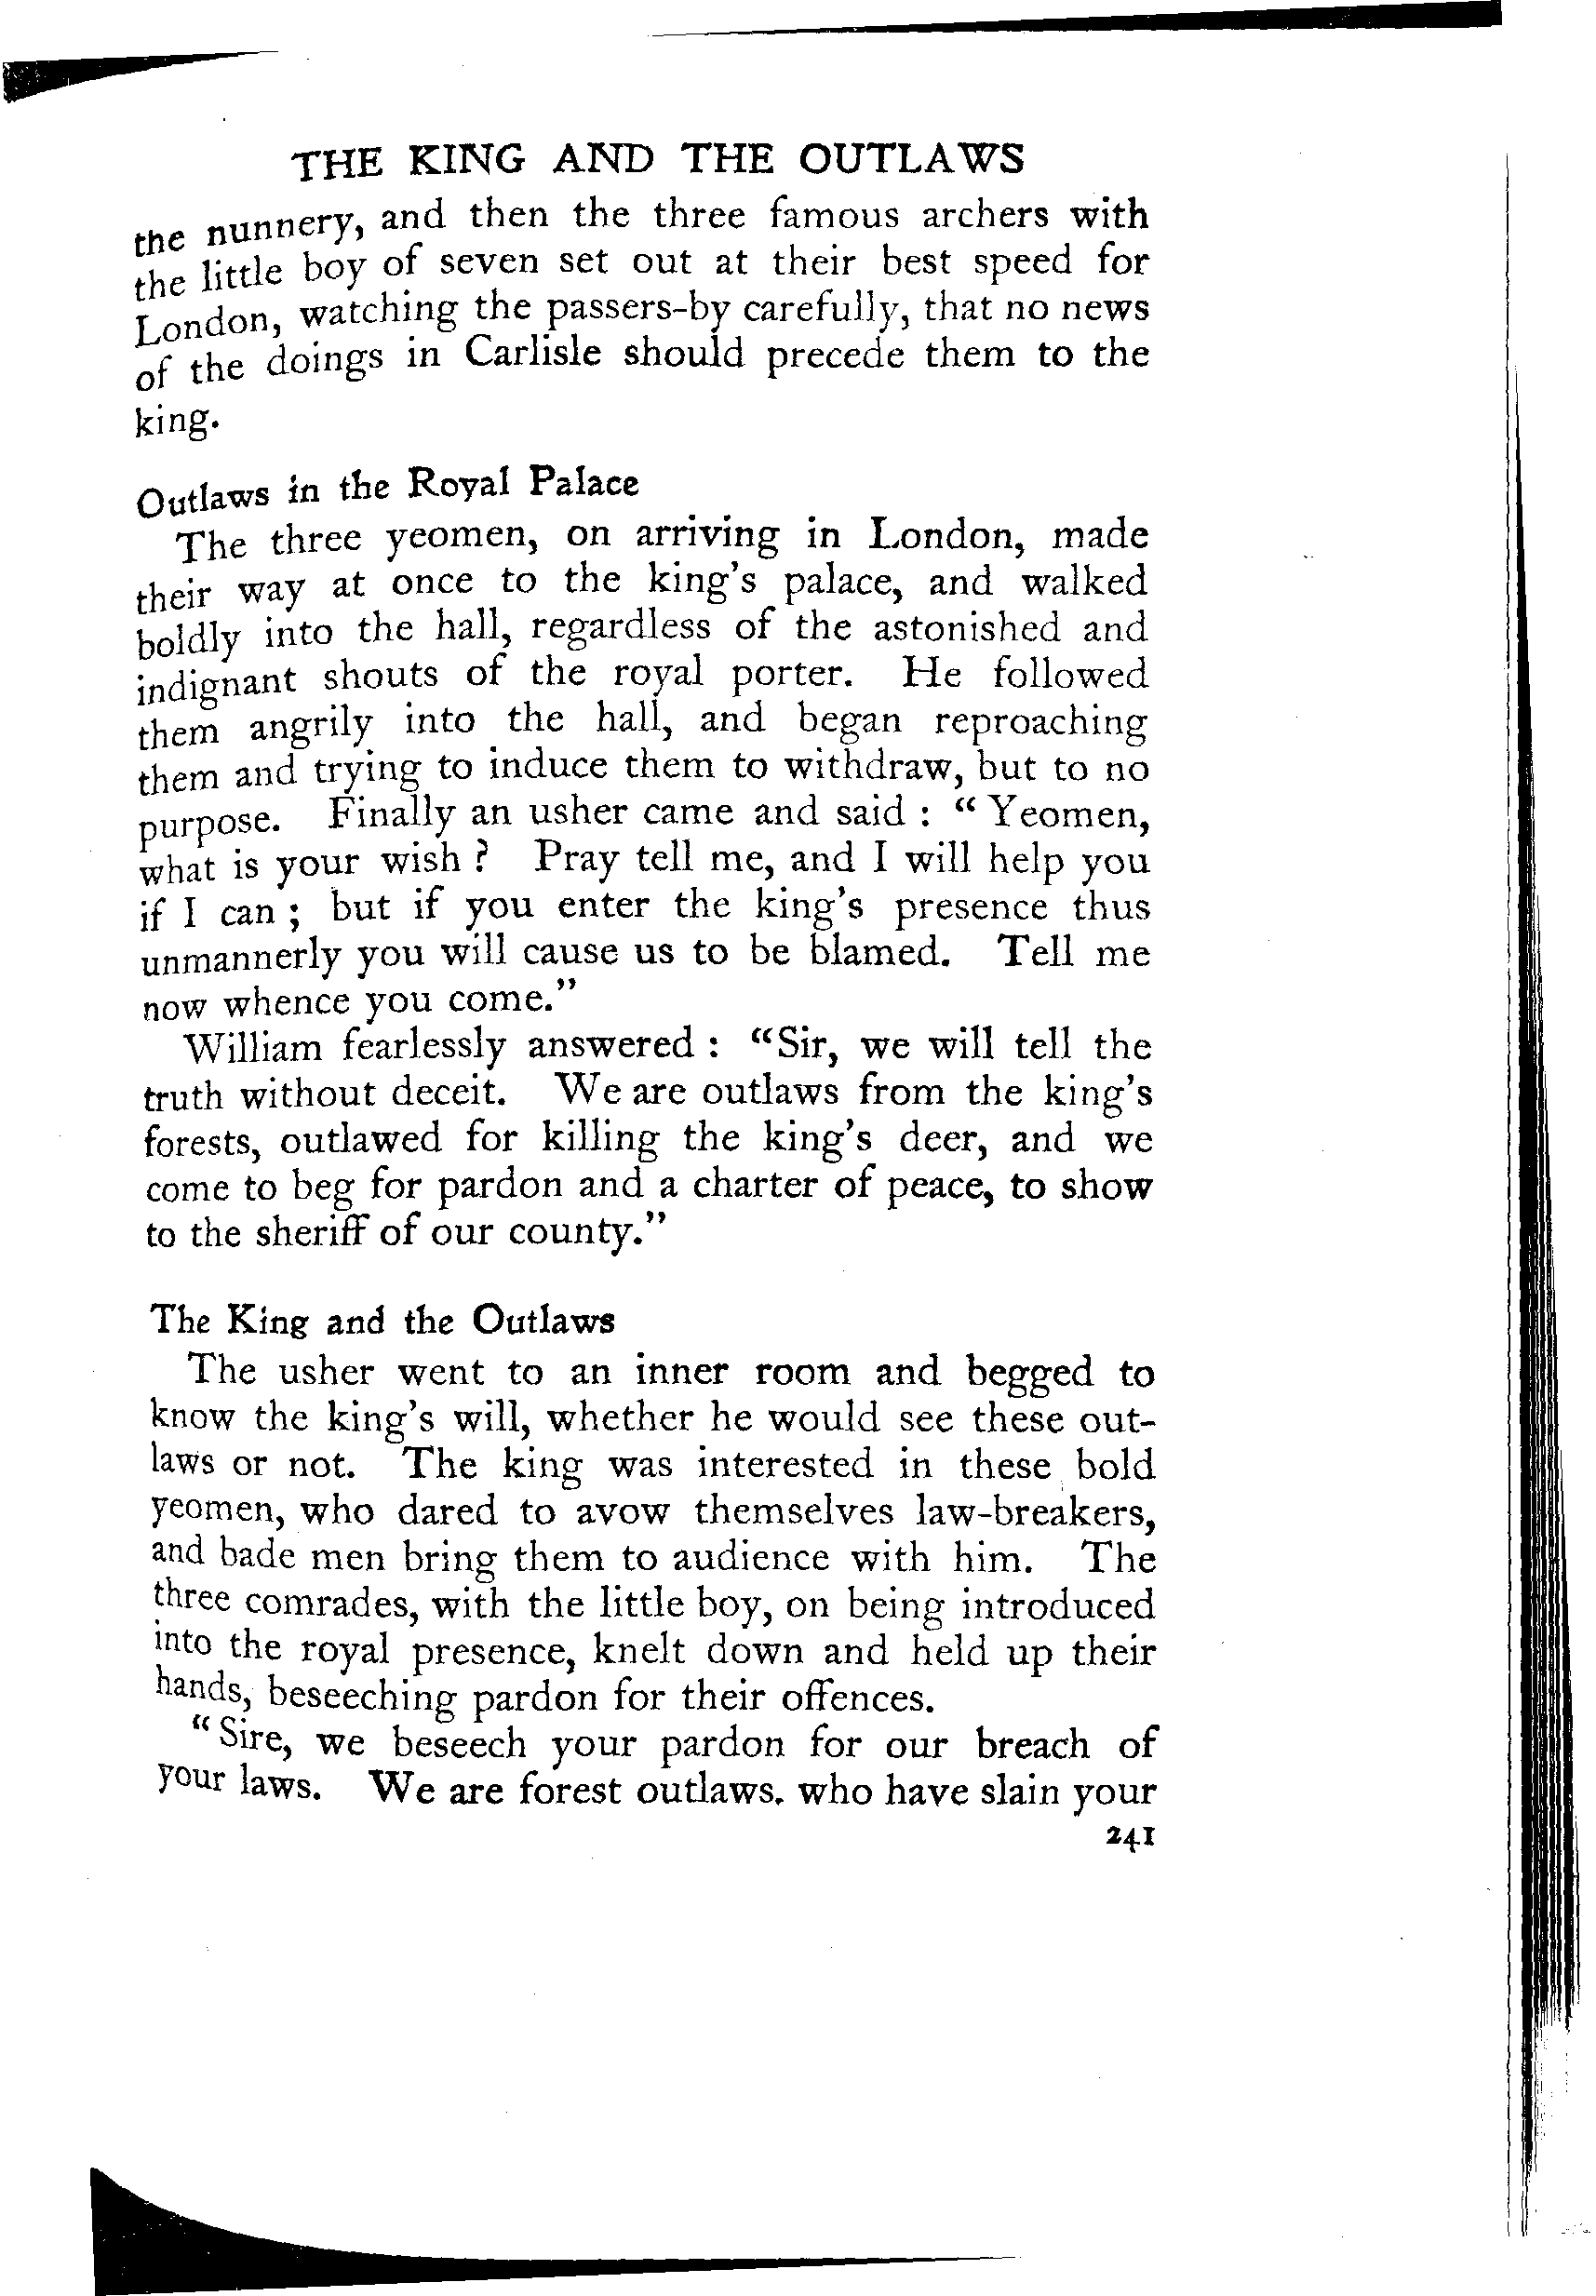 THE KING AND THE OUTLAWS
the nunnery, and then the three famous archers with
the little boy of seven set out at their best speed for
London, watching the passers-by carefully, that no news
of the doings in Carlisle should precede them to the
king.
Outlaws in the Royal Palace
The three yeomen, on arriving in London, made
their way at once to the king's palace, and walked
boldly into the hall, regardless of the astonished and
indignant shouts of the royal porter. He followed
them angrily into the hall, and began reproaching
them and trying to induce them to withdraw, but to no
purpose. Finally an usher came and said : “ Yeomen,
what is your wish ? Pray tell me, and I will help you
if I can ; but if you enter the king's presence thus
unmannerly you will cause us to be blamed. Tell me
now whence you come.”
William fearlessly answered : “Sir, we will tell the
truth without deceit. We are outlaws from the king's
forests, outlawed for killing the king's deer, and we
come to beg for pardon and a charter of peace, to show
to the sheriff of our county.”
The King and the Outlaws
The usher went to an inner room and begged to
know the king's will, whether he would see these out-
laws or not. The king was interested in these bold
yeomen, who dared to avow themselves law-breakers,
and bade men bring them to audience with him. The
three comrades, with the little boy, on being introduced
into the royal presence, knelt down and held up their
hands, beseeching pardon for their offences.
“ Sire, we beseech your pardon for our breach of
your laws. We are forest outlaws. who have slain your
241